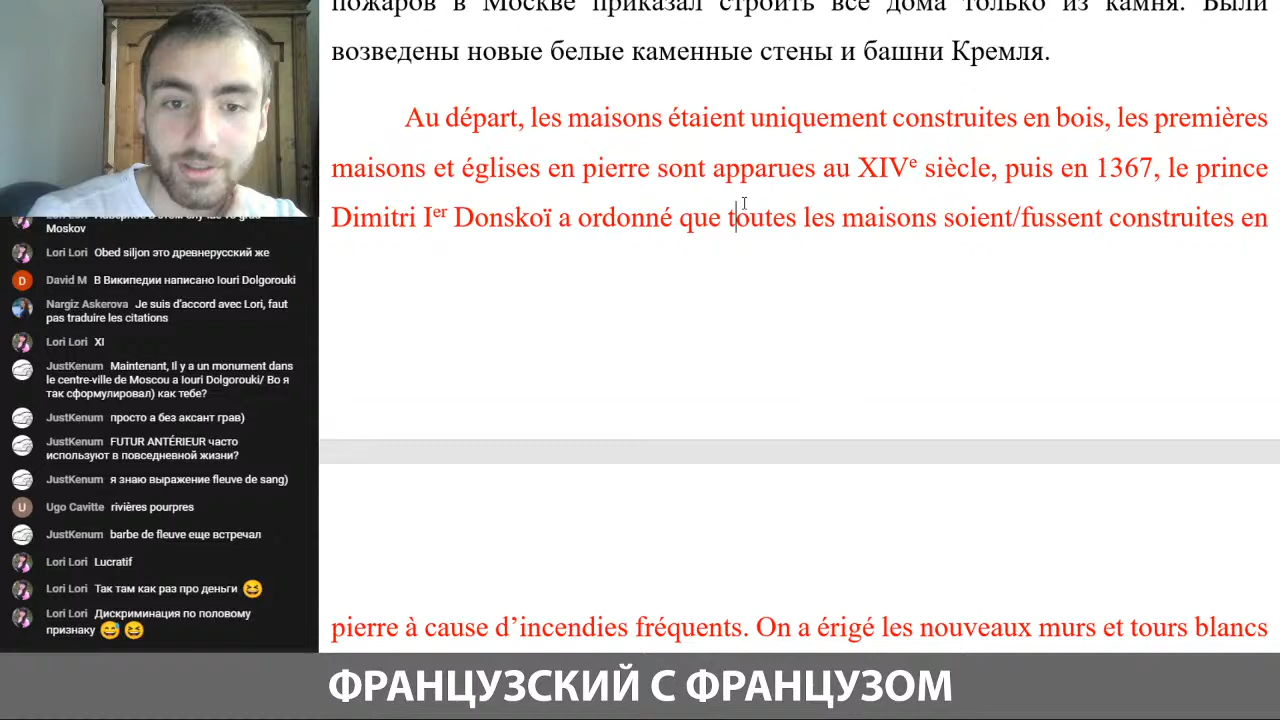 пожаров в Москве приказал строить все дома только из камня. Были
возведены новые белые каменные стены и башни Кремля.
Au départ, les maisons étaient uniquement construites en bois, les premières
maisons et églises en pierre sont apparues au XIVᵉ siècle, puis en 1367, le prince
Dimitri Iᵉʳ Donskoï a ordonné que toutes les maisons soient/fussent construites en
pierre à cause d’incendies fréquents. On a érigé les nouveaux murs et tours blancs
Moskov
Lori Lori Obed siljon это древнерусский же
David M В Википедии написано Iouri Dolgorouki
Nargiz Askerova Je suis d'accord avec Lori, faut
pas traduire les citations
Lori Lori XI
JustKenum Maintenant, Il y a un monument dans
le centre-ville de Moscou a Iouri Dolgorouki/ Во я
так сформулировал) как тебе?
JustKenum просто а без аксант грав)
JustKenum FUTUR ANTÉRIEUR часто
используют в повседневной жизни?
JustKenum я знаю выражение fleuve de sang)
U Ugo Cavitte rivières pourpres
JustKenum barbe de fleuve еще встречал
Lori Lori Lucratif
Lori Lori Так там как раз про деньги 😆
Lori Lori Дискриминация по половому
признаку 😅 😆
ФРАНЦУЗСКИЙ С ФРАНЦУЗОМ